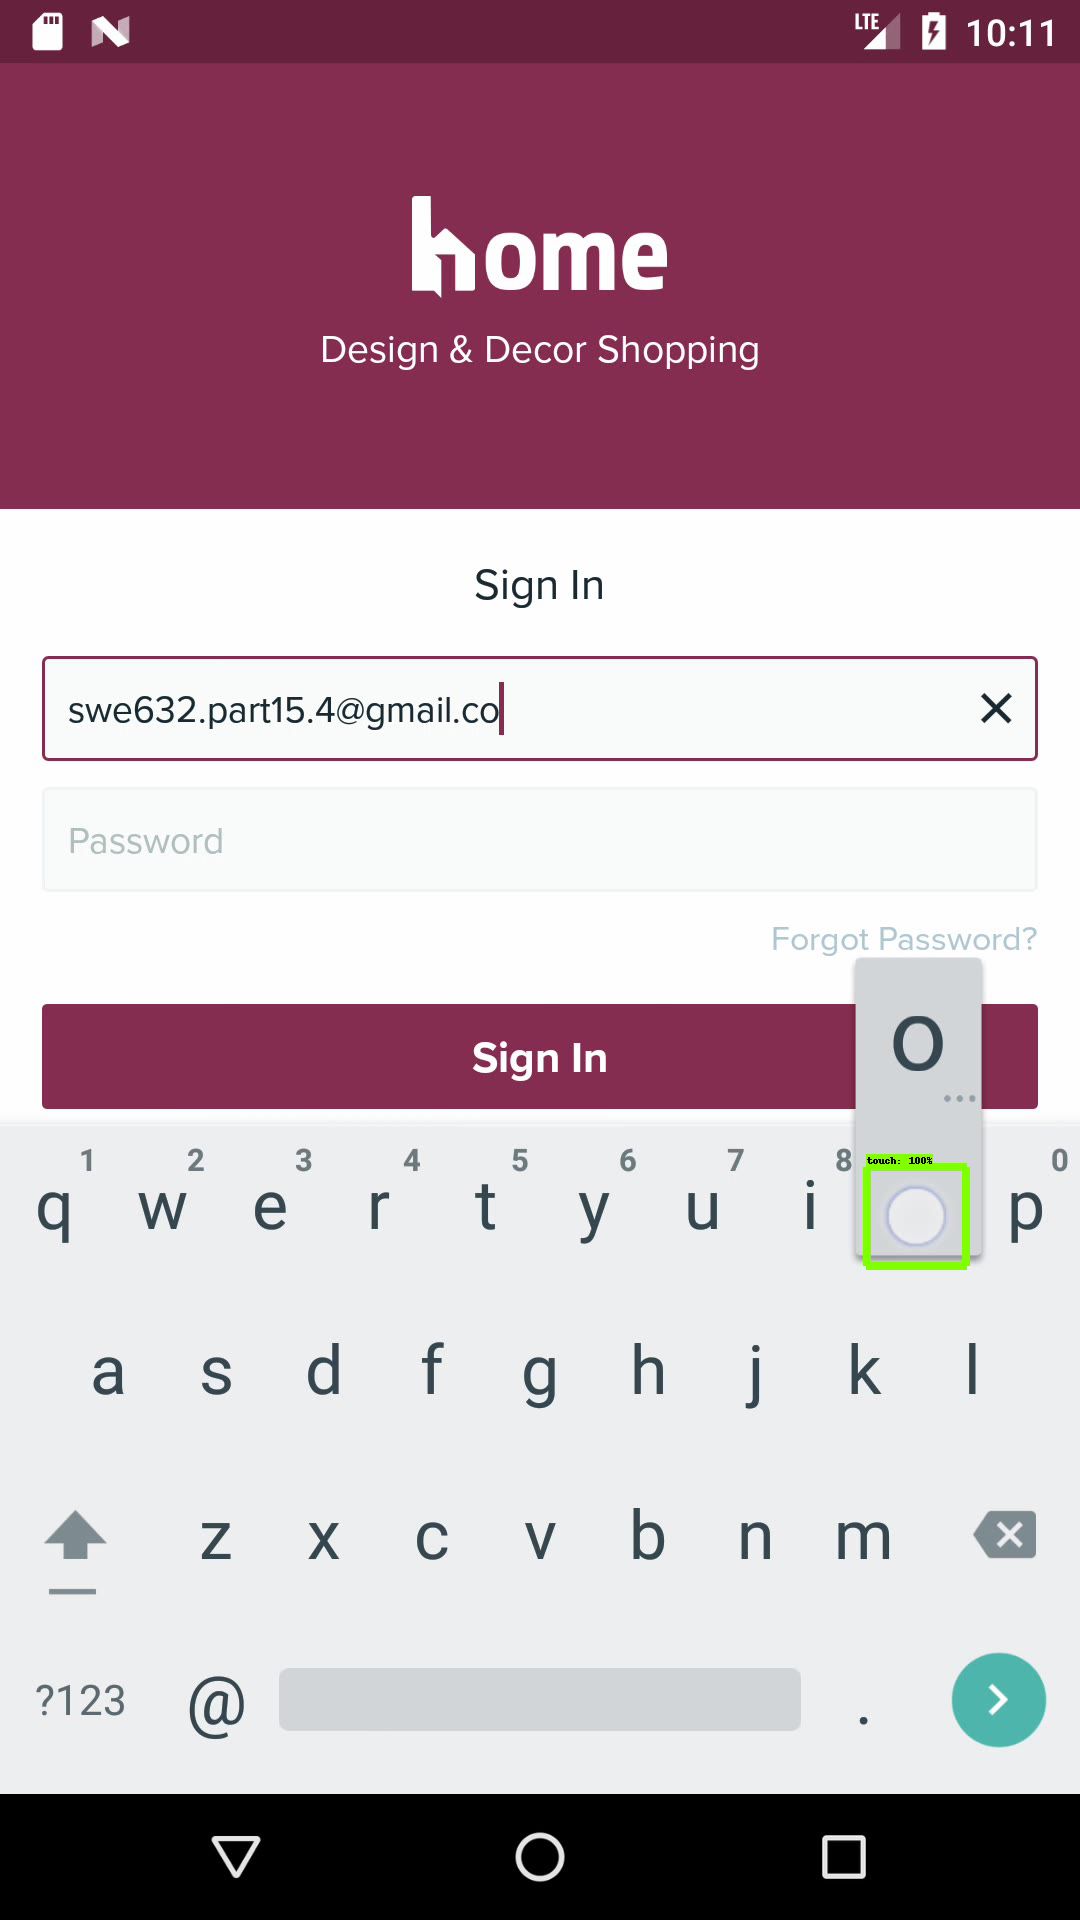 LTE 10:11
home
Design & Decor Shopping
Sign In
swe632.part15.4@gmail.co
Password
Forgot Password?
Sign In
o
...
1 2 3 4 5 6 7 8 0
touch: 100%
q w e r t y u i p
a s d f g h j k l
z x c v b n m
?123 @ .